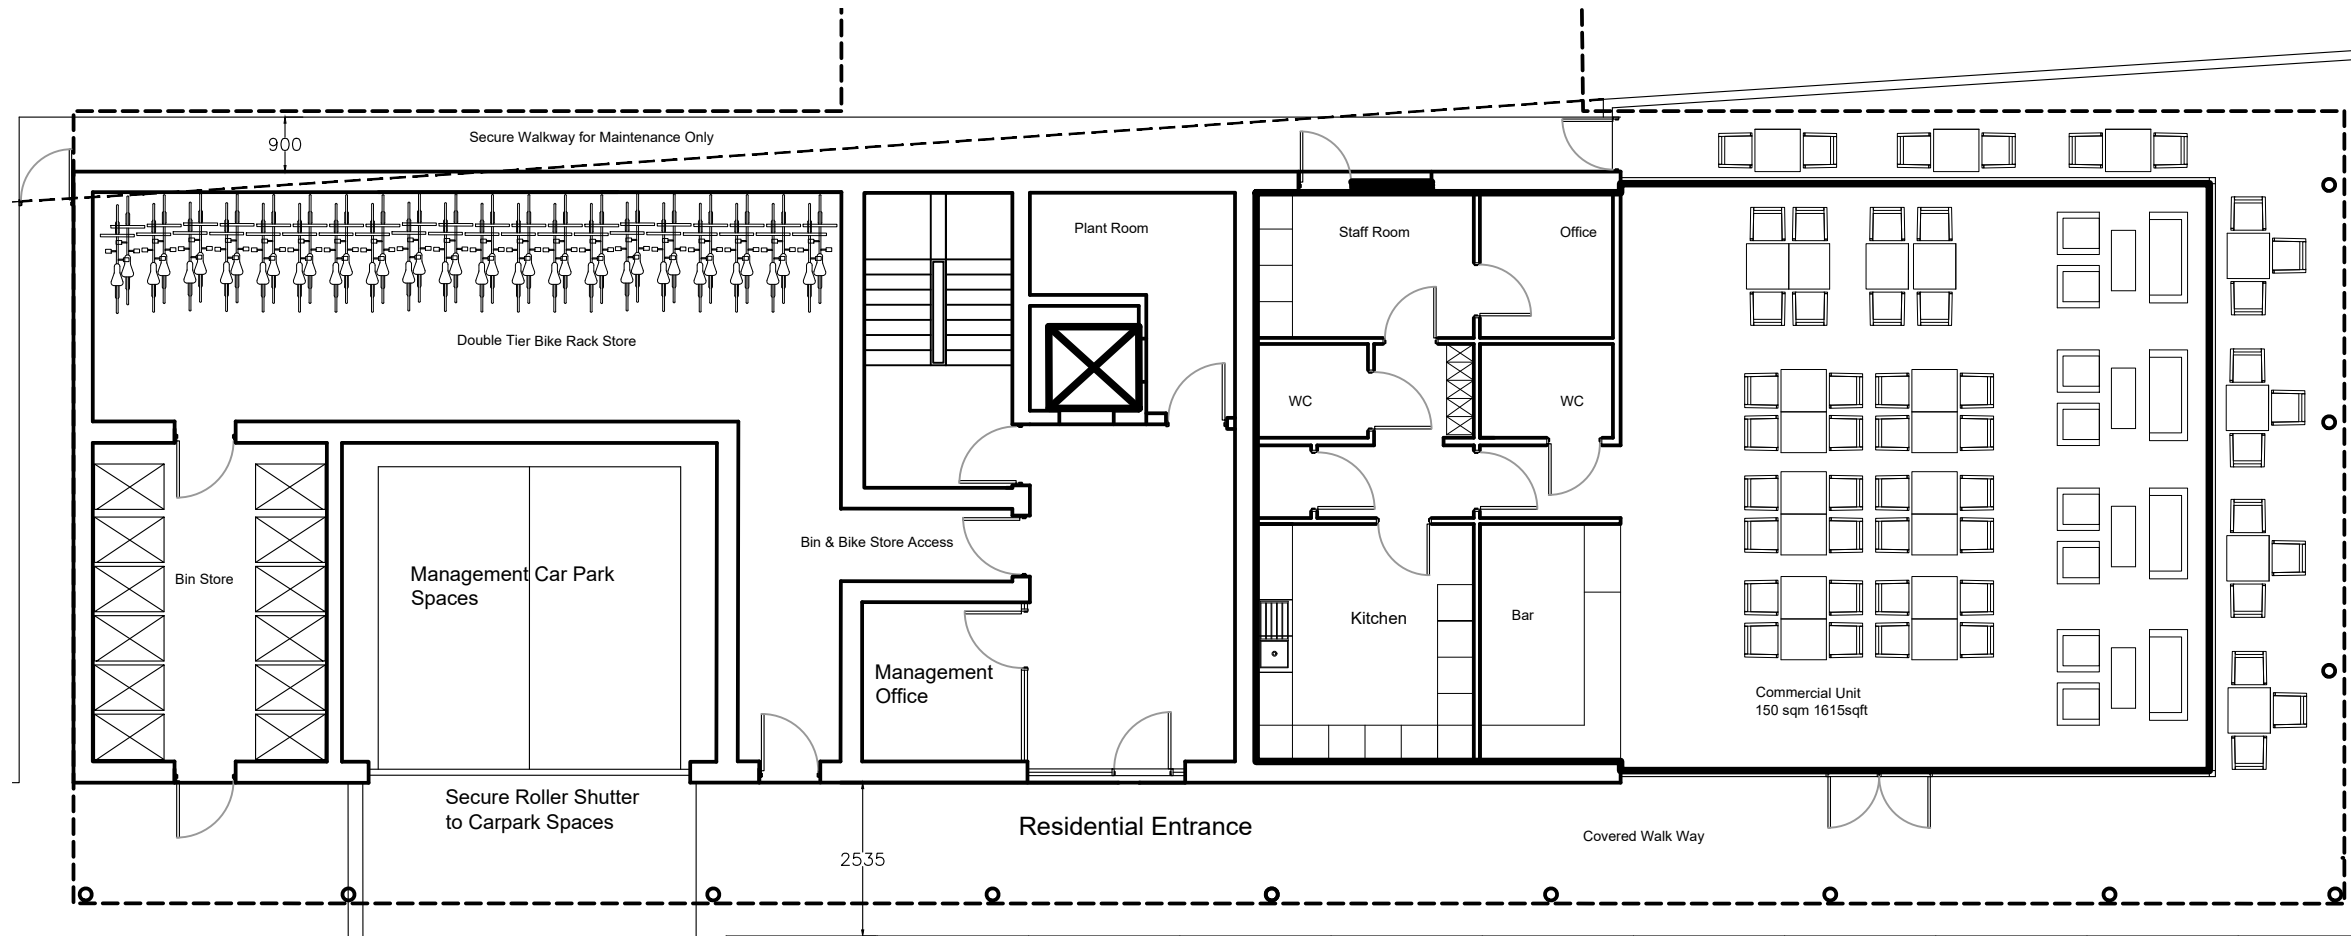 Secure Walkway for Maintenance Only
900
Plant Room
Staff Room
Office
Double Tier Bike Rack Store
WC
WC
Bin & Bike Store Access
Management Car Park
Spaces
Bin Store
Kitchen
Bar
Management
Office
Commercial Unit
150 sqm 1615sqft
Secure Roller Shutter
to Carpark Spaces
Residential Entrance
Covered Walk Way
2535